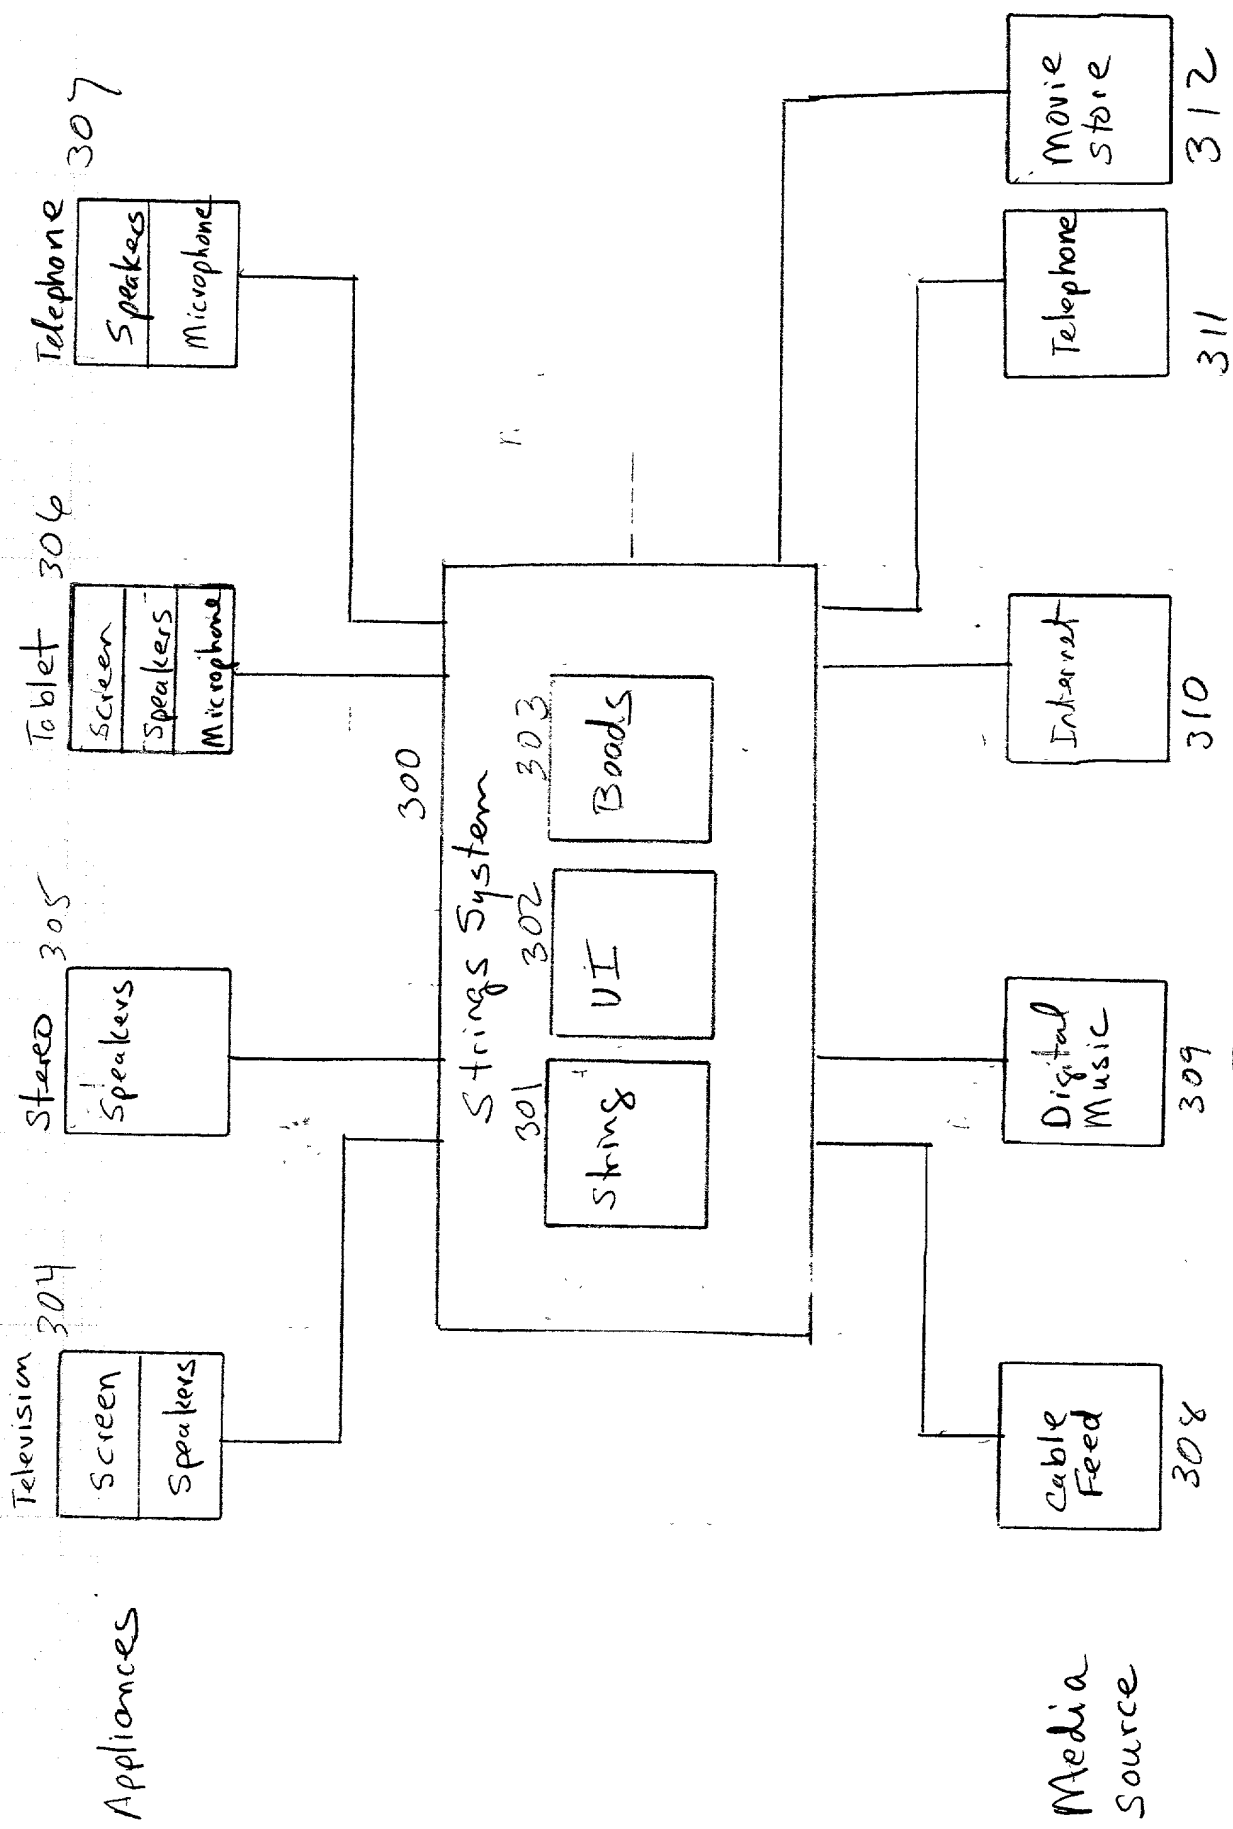 Appliances
Television 304
Screen
Speakers
Stereo 305
Speakers
Tablet 306
Screen
Speakers
Microphone
Telephone 307
Speakers
Microphone
300
Strings System
301
String
302
UI
303
Boads
Media
Source
Cable
Feed
308
Digital
Music
309
Internet
310
Telephone
311
Movie
Store
312